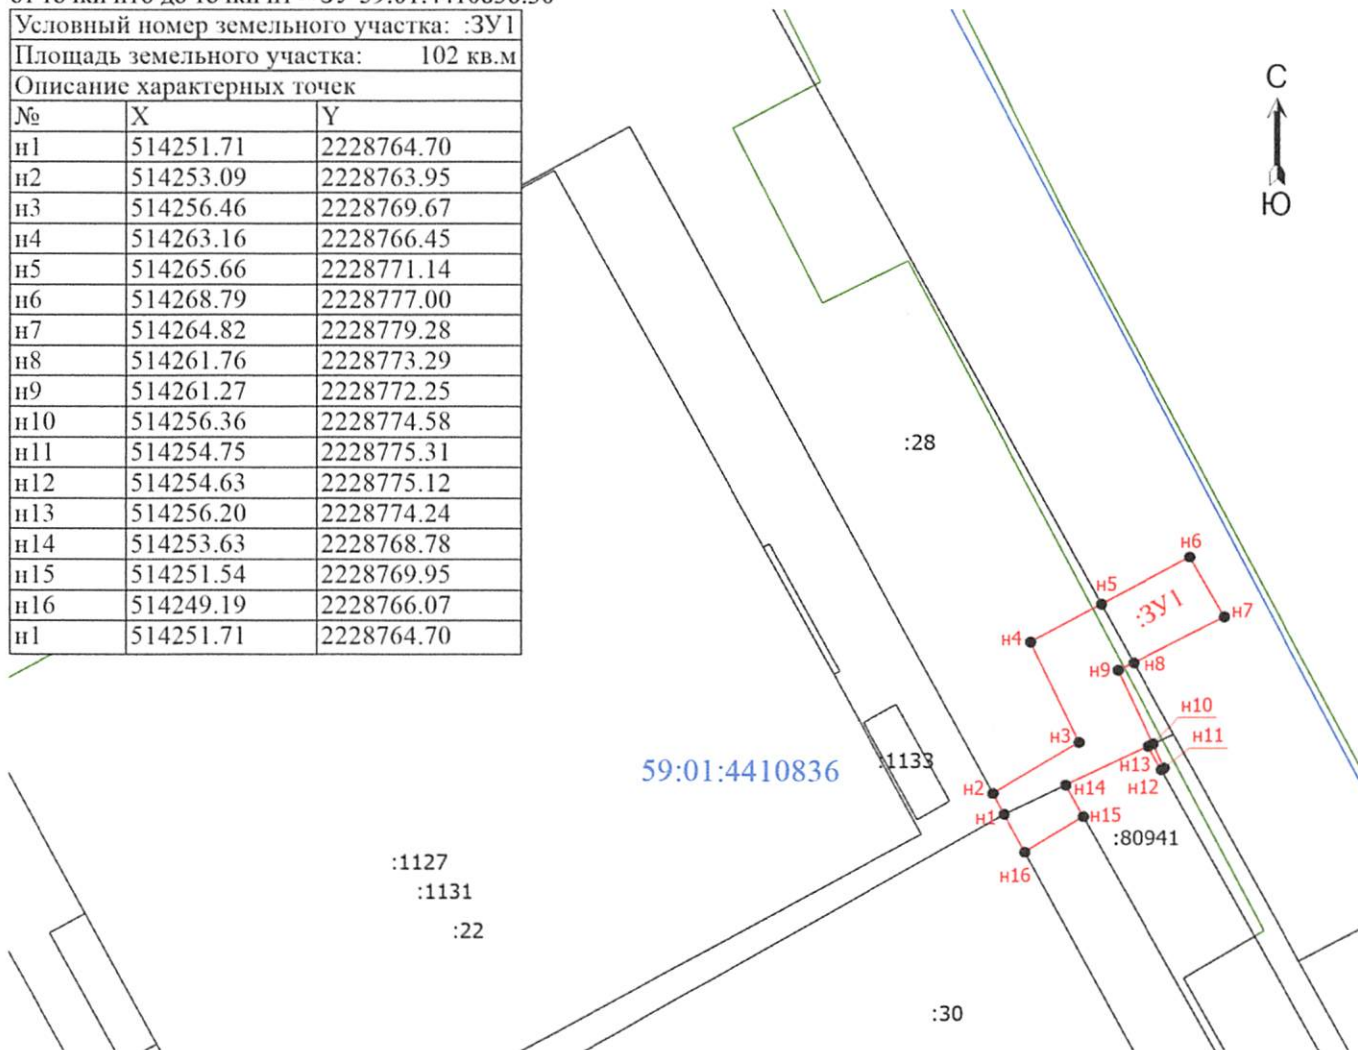 Условный номер земельного участка: :ЗУ1
Площадь земельного участка: 102 кв.м
Описание характерных точек
№ X Y
н1 514251.71 2228764.70
н2 514253.09 2228763.95
н3 514256.46 2228769.67
н4 514263.16 2228766.45
н5 514265.66 2228771.14
н6 514268.79 2228777.00
н7 514264.82 2228779.28
н8 514261.76 2228773.29
н9 514261.27 2228772.25
н10 514256.36 2228774.58
н11 514254.75 2228775.31
н12 514254.63 2228775.12
н13 514256.20 2228774.24
н14 514253.63 2228768.78
н15 514251.54 2228769.95
н16 514249.19 2228766.07
н1 514251.71 2228764.70
С
Ю
:28
н6
н5
:ЗУ1
н7
н4
н8
н9
н10
н3
н11
н13
59:01:4410836
:1133
н2
н12
н14
н1
н15
:80941
:1127
н16
:1131
:22
:30